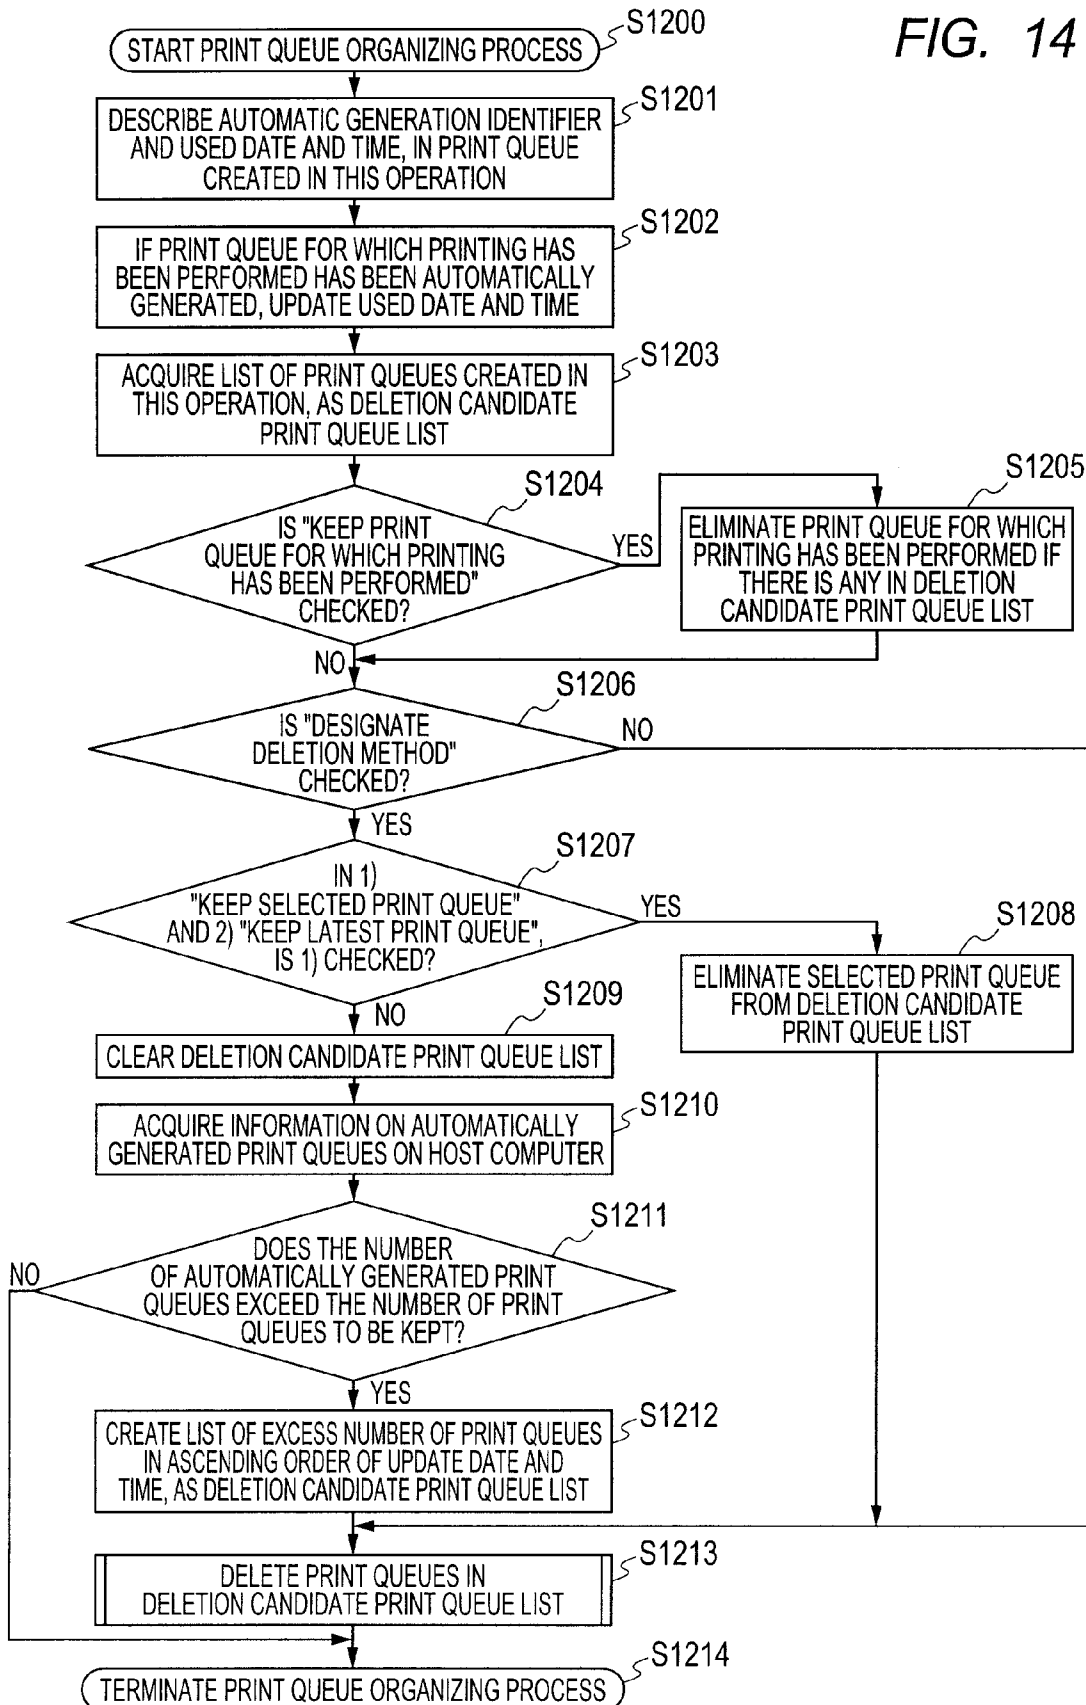 FIG. 14
S1200
START PRINT QUEUE ORGANIZING PROCESS
S1201
DESCRIBE AUTOMATIC GENERATION IDENTIFIER
AND USED DATE AND TIME, IN PRINT QUEUE
CREATED IN THIS OPERATION
S1202
IF PRINT QUEUE FOR WHICH PRINTING HAS
BEEN PERFORMED HAS BEEN AUTOMATICALLY
GENERATED, UPDATE USED DATE AND TIME
S1203
ACQUIRE LIST OF PRINT QUEUES CREATED IN
THIS OPERATION, AS DELETION CANDIDATE
PRINT QUEUE LIST
S1204
IS "KEEP PRINT
QUEUE FOR WHICH PRINTING
HAS BEEN PERFORMED"
CHECKED?
YES
S1205
ELIMINATE PRINT QUEUE FOR WHICH
PRINTING HAS BEEN PERFORMED IF
THERE IS ANY IN DELETION
CANDIDATE PRINT QUEUE LIST
NO
S1206
IS "DESIGNATE
DELETION METHOD"
CHECKED?
NO
YES
S1207
IN 1)
"KEEP SELECTED PRINT QUEUE"
AND 2) "KEEP LATEST PRINT QUEUE",
IS 1) CHECKED?
YES
S1208
ELIMINATE SELECTED PRINT QUEUE
FROM DELETION CANDIDATE
PRINT QUEUE LIST
NO
S1209
CLEAR DELETION CANDIDATE PRINT QUEUE LIST
S1210
ACQUIRE INFORMATION ON AUTOMATICALLY
GENERATED PRINT QUEUES ON HOST COMPUTER
S1211
DOES THE NUMBER
OF AUTOMATICALLY GENERATED PRINT
QUEUES EXCEED THE NUMBER OF PRINT
QUEUES TO BE KEPT?
NO
YES
S1212
CREATE LIST OF EXCESS NUMBER OF PRINT QUEUES
IN ASCENDING ORDER OF UPDATE DATE AND
TIME, AS DELETION CANDIDATE PRINT QUEUE LIST
S1213
DELETE PRINT QUEUES IN
DELETION CANDIDATE PRINT QUEUE LIST
S1214
TERMINATE PRINT QUEUE ORGANIZING PROCESS